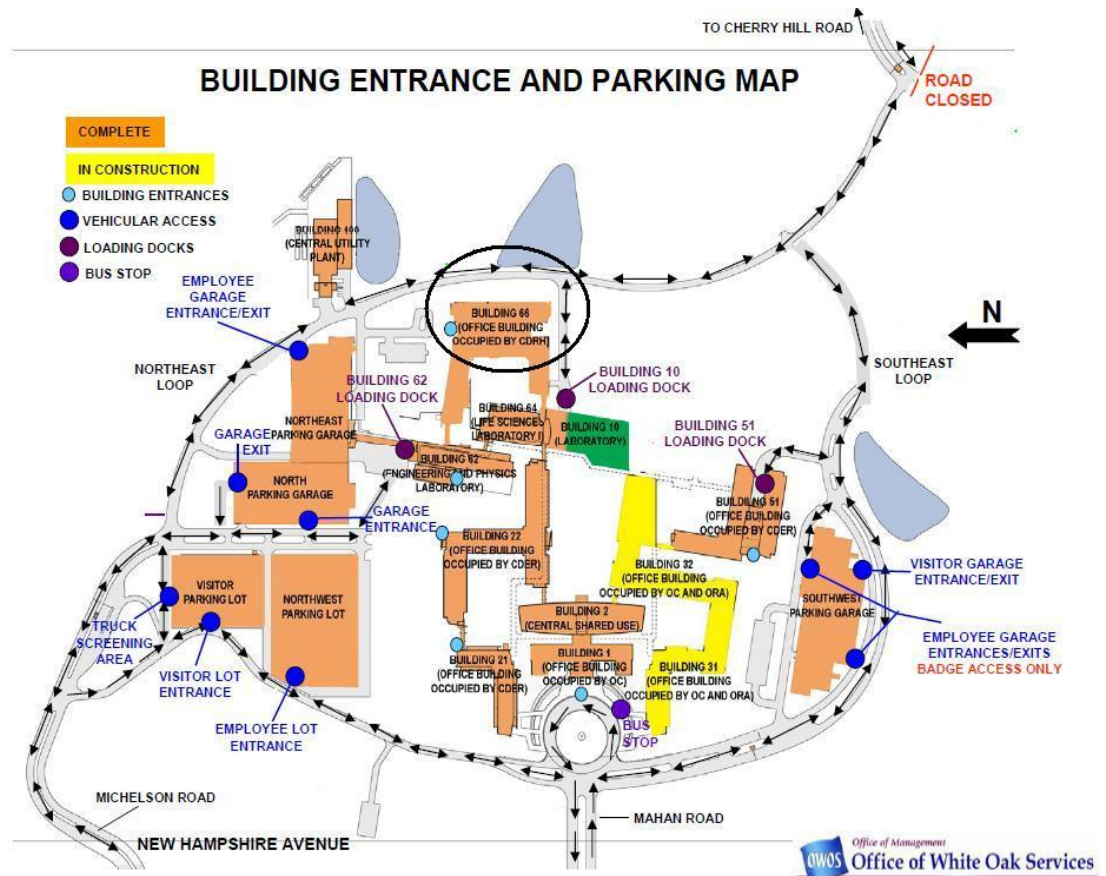 TO CHERRY HILL ROAD
BUILDING ENTRANCE AND PARKING MAP
ROAD
CLOSED
COMPLETE
IN CONSTRUCTION
BUILDING ENTRANCES
VEHICULAR ACCESS
LOADING DOCKS
BUS STOP
BUILDING 100
(CENTRAL UTILITY
PLANT)
EMPLOYEE
GARAGE
ENTRANCE/EXIT
BUILDING 66
(OFFICE BUILDING
OCCUPIED BY CDRH)
N
NORTHEAST
LOOP
SOUTHEAST
LOOP
BUILDING 62
LOADING DOCK
BUILDING 10
LOADING DOCK
BUILDING 64
(LIFE SCIENCES
LABORATORY I)
BUILDING 10
(LABORATORY)
BUILDING 51
LOADING DOCK
NORTHEAST
PARKING GARAGE
GARAGE
EXIT
BUILDING 62
(ENGINEERING AND PHYSICS
LABORATORY)
NORTH
PARKING GARAGE
GARAGE
ENTRANCE
BUILDING 51
(OFFICE BUILDING
OCCUPIED BY CDER)
BUILDING 22
(OFFICE BUILDING
OCCUPIED BY CDER)
BUILDING 32
(OFFICE BUILDING
OCCUPIED BY OC AND ORA)
VISITOR GARAGE
ENTRANCE/EXIT
VISITOR
PARKING LOT
NORTHWEST
PARKING LOT
SOUTHWEST
PARKING GARAGE
BUILDING 2
(CENTRAL SHARED USE)
TRUCK
SCREENING
AREA
EMPLOYEE GARAGE
ENTRANCES/EXITS
BADGE ACCESS ONLY
BUILDING 21
(OFFICE BUILDING
OCCUPIED BY CDER)
BUILDING 1
(OFFICE BUILDING
OCCUPIED BY OC)
BUILDING 31
(OFFICE BUILDING
OCCUPIED BY OC AND ORA)
VISITOR LOT
ENTRANCE
EMPLOYEE LOT
ENTRANCE
BUS
STOP
MICHELSON ROAD
MAHAN ROAD
NEW HAMPSHIRE AVENUE
OWOS
Office of Management
Office of White Oak Services